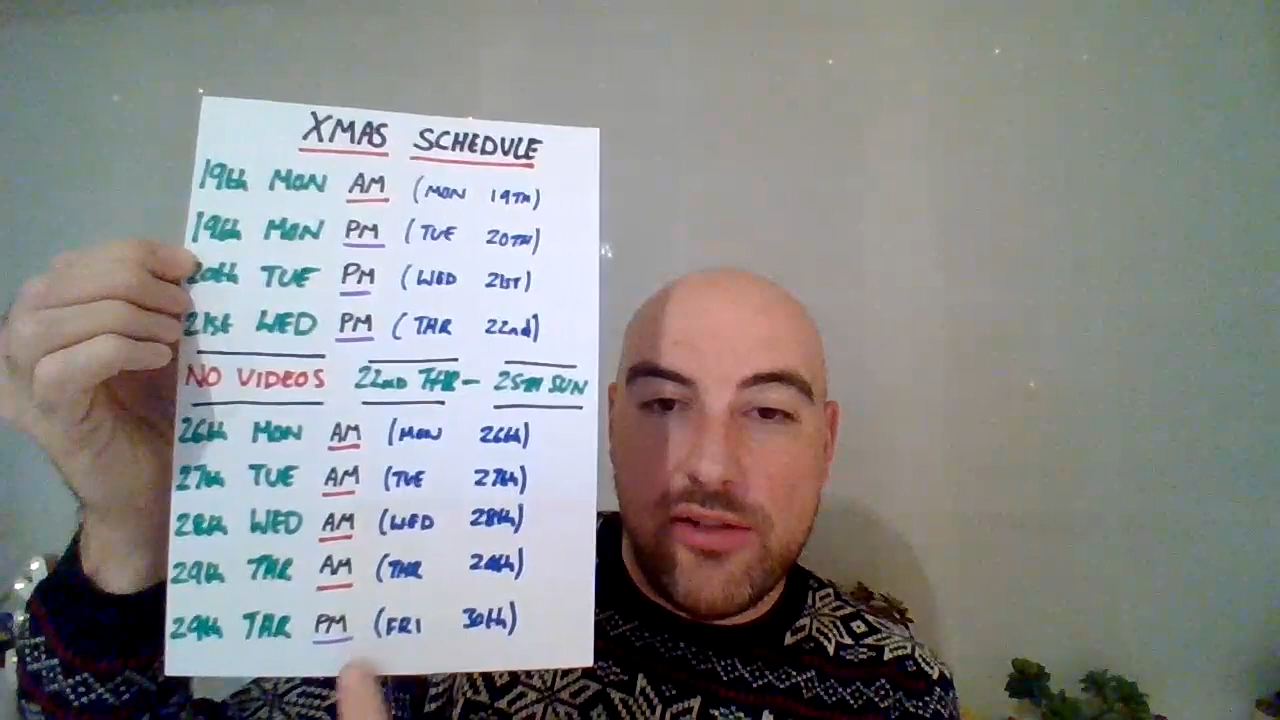 XMAS SCHEDULE
19th MON AM (MON 19TH)
19th MON PM (TUE 20TH)
20th TUE PM (WED 21ST)
21st WED PM (THR 22nd)
NO VIDEOS 22ND THR - 25TH SUN
26th MON AM (MON 26th)
27th TUE AM (TUE 27th)
28th WED AM (WED 28th)
29th THR AM (THR 29th)
29th THR PM (FRI 30th)